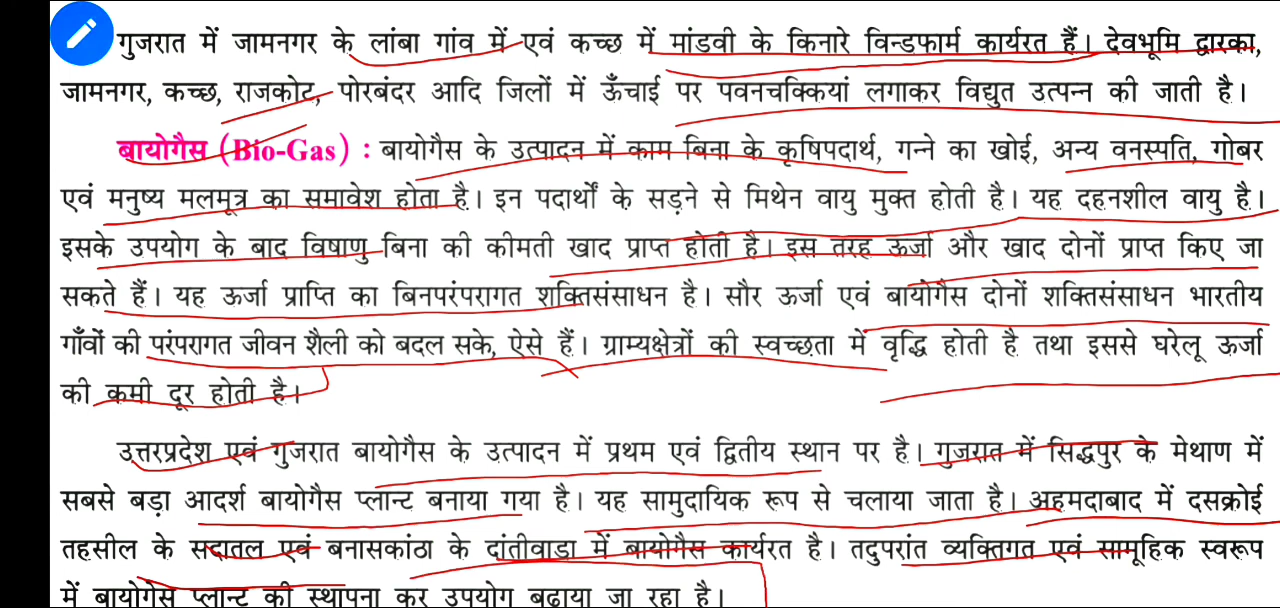 गुजरात में जामनगर के लांबा गांव में एवं कच्छ में मांडवी के किनारे विन्डफार्म कार्यरत हैं। देवभूमि द्वारका,
जामनगर, कच्छ, राजकोट, पोरबंदर आदि जिलों में ऊँचाई पर पवनचक्कियां लगाकर विद्युत उत्पन्न की जाती है।
बायोगैस (Bio-Gas) : बायोगैस के उत्पादन में काम बिना के कृषिपदार्थ, गन्ने का खोई, अन्य वनस्पति, गोबर
एवं मनुष्य मलमूत्र का समावेश होता है। इन पदार्थों के सड़ने से मिथेन वायु मुक्त होती है। यह दहनशील वायु है।
इसके उपयोग के बाद विषाणु बिना की कीमती खाद प्राप्त होती है। इस तरह ऊर्जा और खाद दोनों प्राप्त किए जा
सकते हैं। यह ऊर्जा प्राप्ति का बिनपरंपरागत शक्तिसंसाधन है। सौर ऊर्जा एवं बायोगैस दोनों शक्तिसंसाधन भारतीय
गाँवों की परंपरागत जीवन शैली को बदल सके, ऐसे हैं। ग्राम्यक्षेत्रों की स्वच्छता में वृद्धि होती है तथा इससे घरेलू ऊर्जा
की कमी दूर होती है।
उत्तरप्रदेश एवं गुजरात बायोगैस के उत्पादन में प्रथम एवं द्वितीय स्थान पर है। गुजरात में सिद्धपुर के मेथाण में
सबसे बड़ा आदर्श बायोगैस प्लान्ट बनाया गया है। यह सामुदायिक रूप से चलाया जाता है। अहमदाबाद में दसक्रोई
तहसील के रूदातल एवं बनासकांठा के दांतीवाडा में बायोगैस कार्यरत है। तदुपरांत व्यक्तिगत एवं सामूहिक स्वरूप
में बायोगैस प्लान्ट की स्थापना कर उपयोग बढाया जा रहा है।